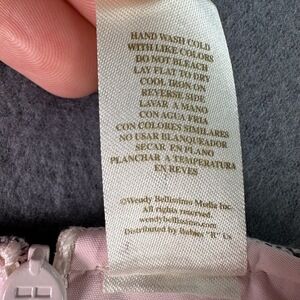 HAND WASH COLD
WITH LIKE COLORS
DO NOT BLEACH
LAY FLAT TO DRY
COOL IRON ON
REVERSE SIDE
LAVAR A MANO
CON AGUA FRIA
CON COLORES SIMILARES
NO USAR BLANQUEADOR
SECAR EN PLANO
PLANCHAR A TEMPERATURA
EN REVES
©Wendy Bellissimo Media Inc.
All rights reserved.
wendybellissimo.com
Distributed by Babies "R" Us